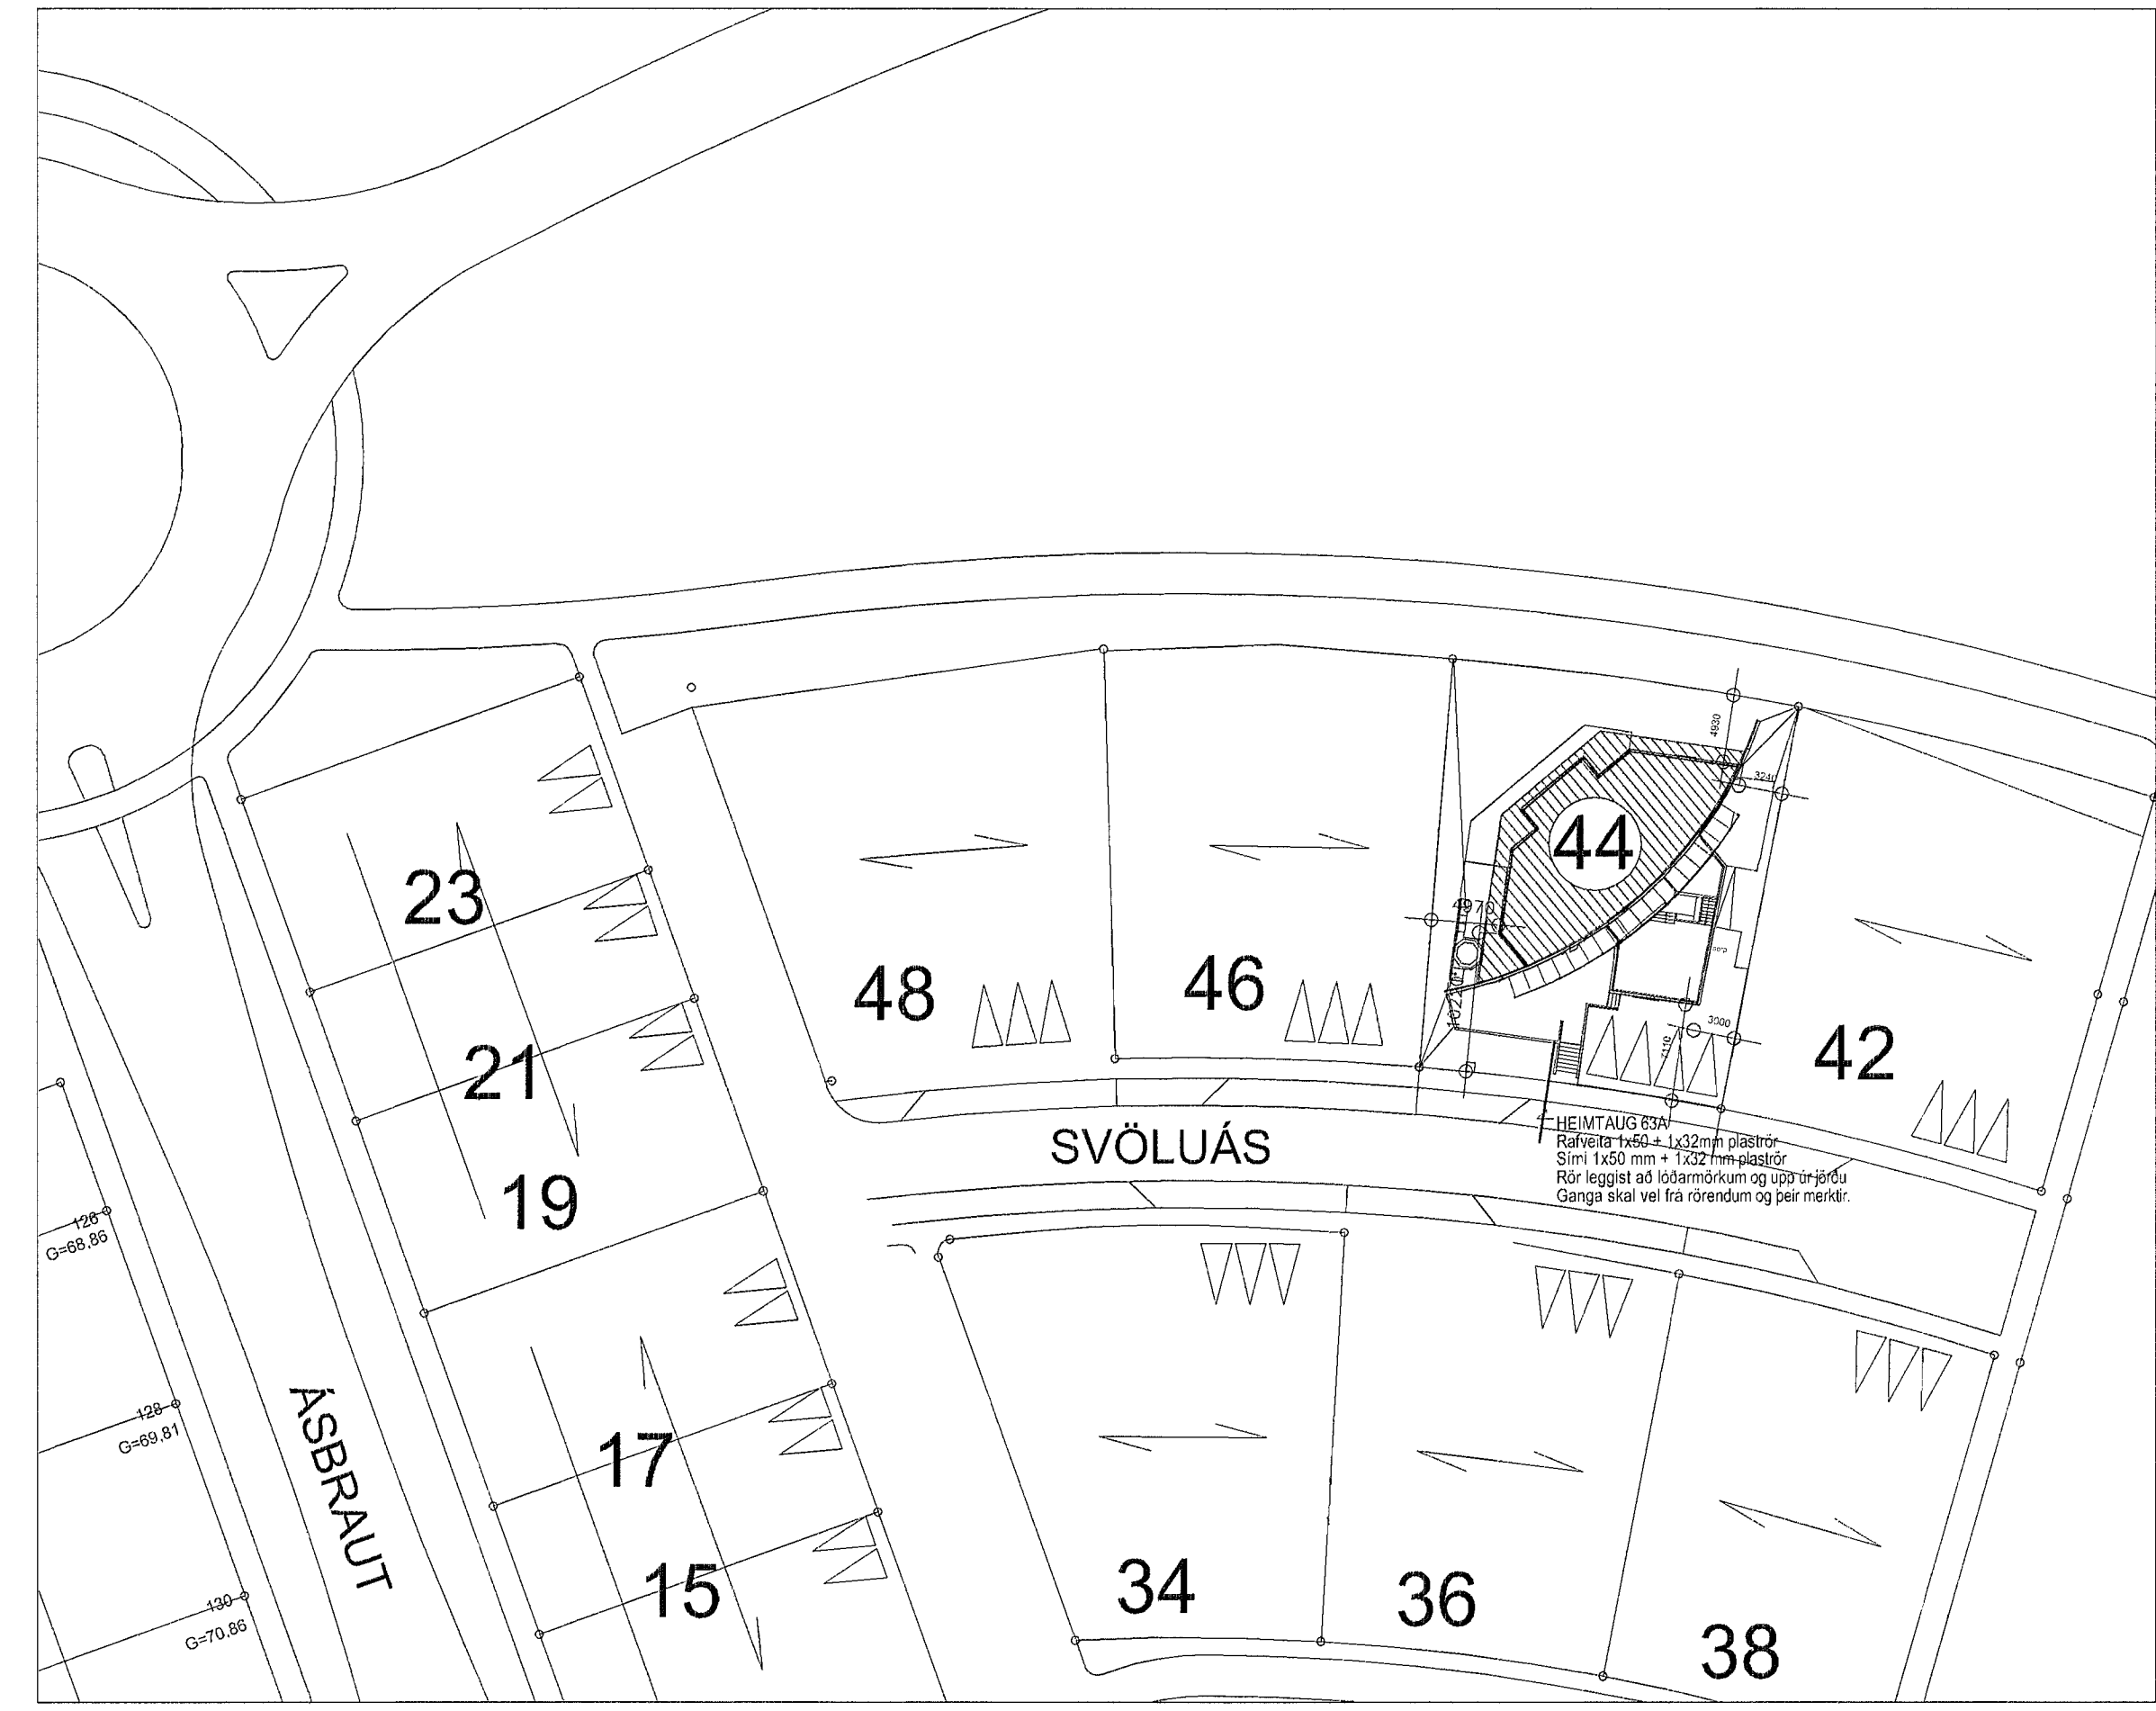 4930
3240
44
23
4970
48
46
3000
7110
42
21
HEIMTAUG 63A
Rafveita 1x50 + 1x32mm plaströr
Sími 1x50 mm + 1x32 mm plaströr
Rör leggist að lóðarmörkum og upp úr jörðu
Ganga skal vel frá rörendum og þeir merktir.
SVÖLUÁS
19
126
G=68,86
128
G=69,81
ÁSBRAUT
17
15
34
36
38
130
G=70,86